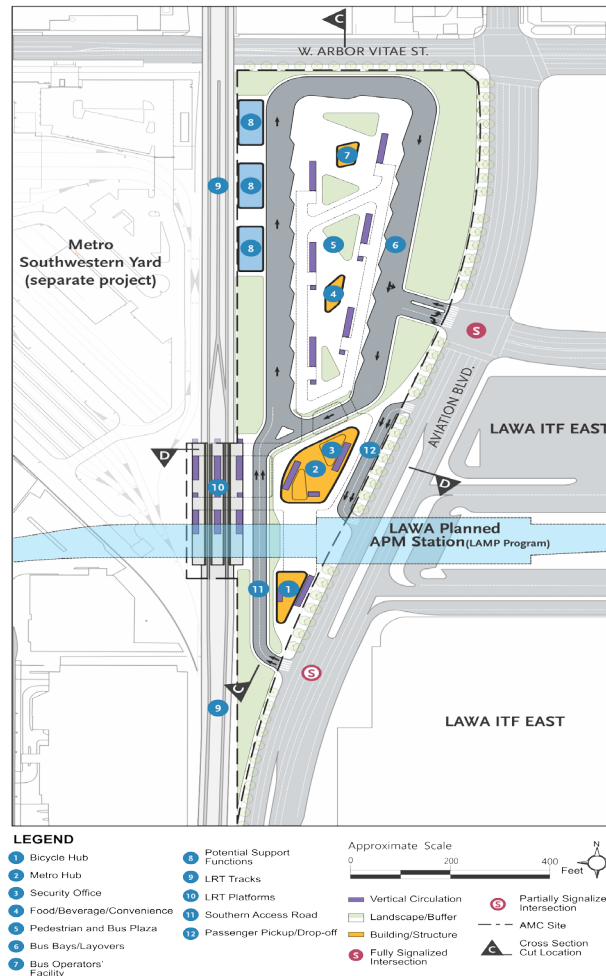 C
W. ARBOR VITAE ST.
8
7
9
8
Metro
Southwestern Yard
(separate project)
5
6
8
4
S
AVIATION BLVD.
LAWA ITF EAST
D
3
12
2
10
D
LAWA Planned
APM Station(LAMP Program)
11
1
C
S
9
LAWA ITF EAST
LEGEND
1 Bicycle Hub
2 Metro Hub
3 Security Office
4 Food/Beverage/Convenience
5 Pedestrian and Bus Plaza
6 Bus Bays/Layovers
7 Bus Operators'
Facility
8 Potential Support
Functions
9 LRT Tracks
10 LRT Platforms
11 Southern Access Road
12 Passenger Pickup/Drop-off
Approximate Scale
0 200 400
Feet
N
Vertical Circulation
Landscape/Buffer
Building/Structure
S Fully Signalized
Intersection
S Partially Signalize
Intersection
AMC Site
C Cross Section
Cut Location